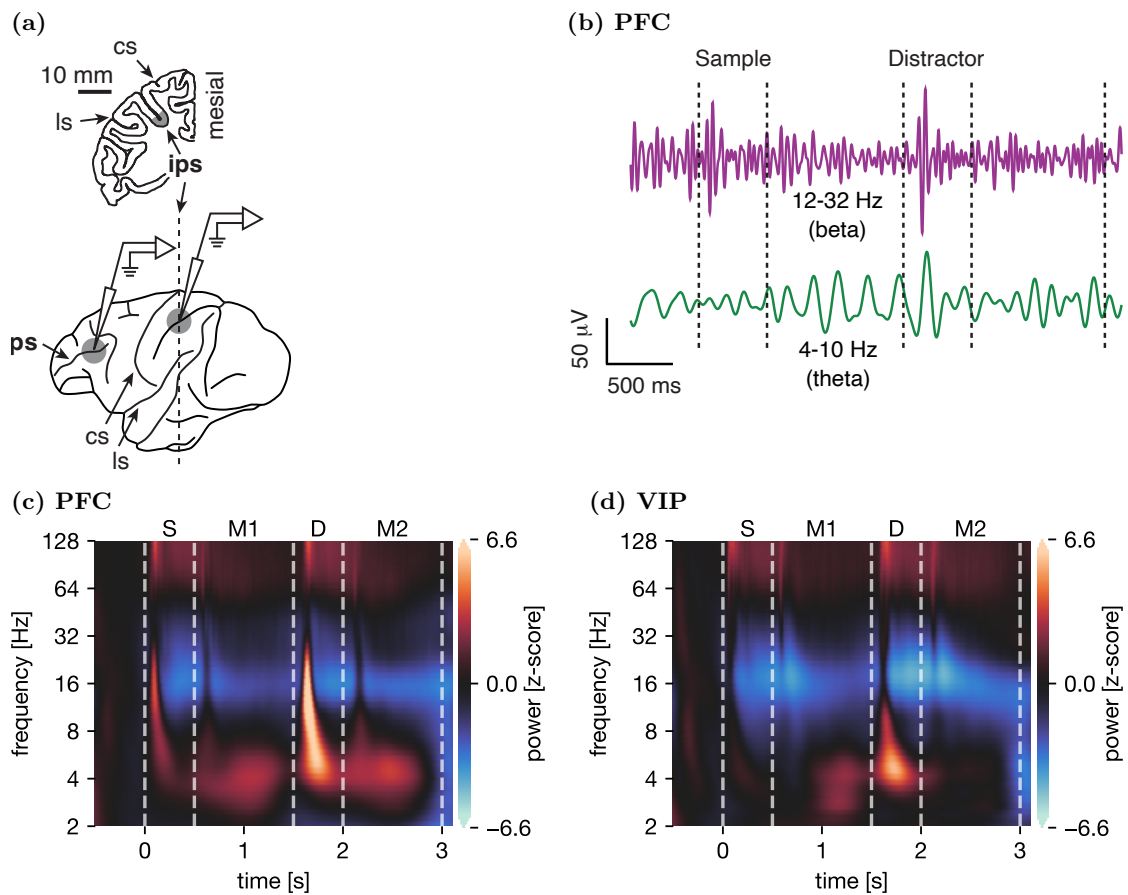 (a)
cs
10 mm
ls
mesial
ips
ps
cs
ls
(b) PFC
Sample
Distractor
12-32 Hz
(beta)
50 μV
500 ms
4-10 Hz
(theta)
(c) PFC
S M1 D M2
128
64
32
16
8
4
2
frequency [Hz]
0 1 2 3
time [s]
6.6
0.0
−6.6
power [z-score]
(d) VIP
S M1 D M2
128
64
32
16
8
4
2
frequency [Hz]
0 1 2 3
time [s]
6.6
0.0
−6.6
power [z-score]